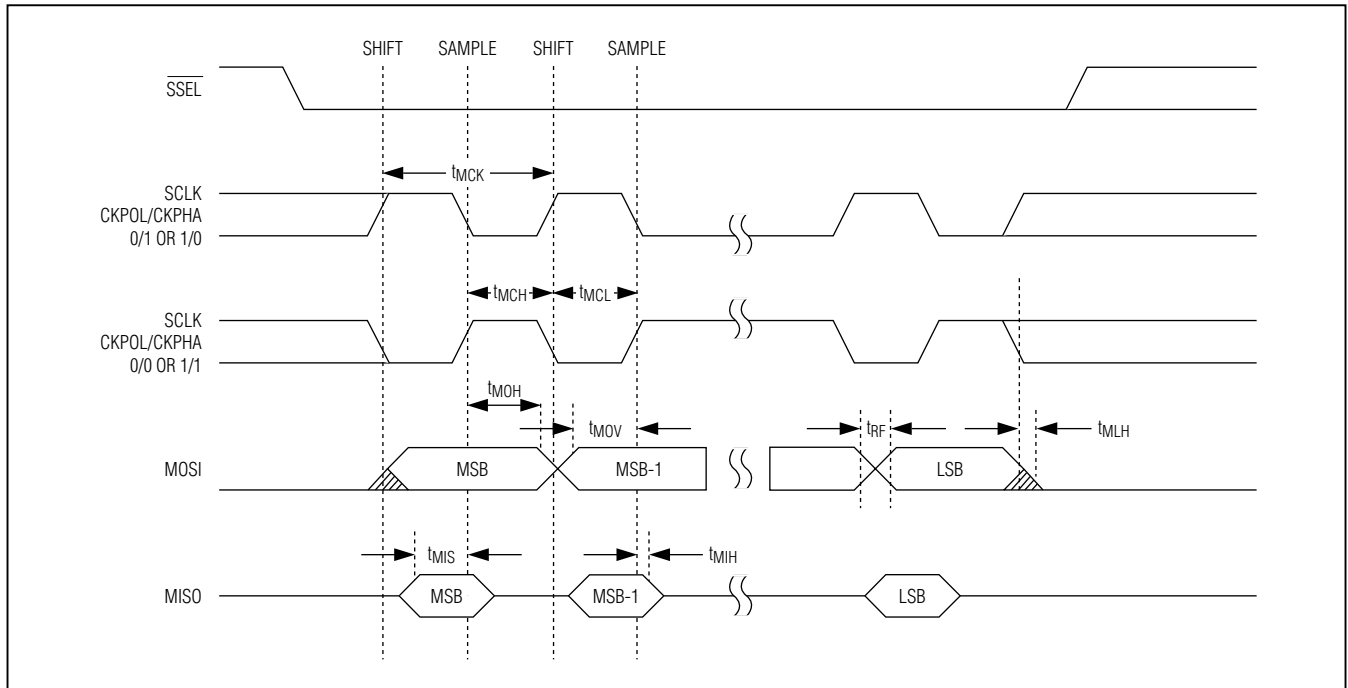 SHIFT SAMPLE SHIFT SAMPLE
SSEL
tMCK
SCLK
CKPOL/CKPHA
0/1 OR 1/0
tMCH tMCL
SCLK
CKPOL/CKPHA
0/0 OR 1/1
tMOH
tMOV tRF tMLH
MOSI MSB MSB-1 LSB
tMIS tMIH
MISO MSB MSB-1 LSB